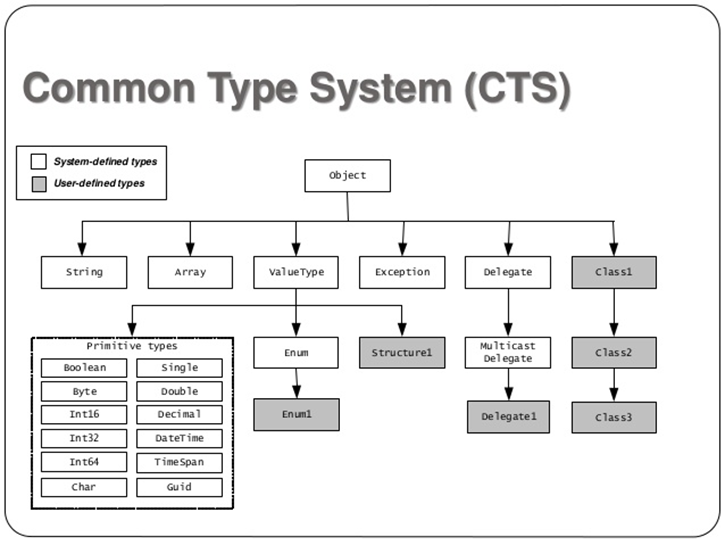 Common Type System (CTS)
System-defined types
User-defined types
Object
String
Array
ValueType
Exception
Delegate
Class1
Primitive types
Boolean
Single
Byte
Double
Int16
Decimal
Int32
DateTime
Int64
TimeSpan
Char
Guid
Enum
Structure1
Multicast
Delegate
Class2
Enum1
Delegate1
Class3